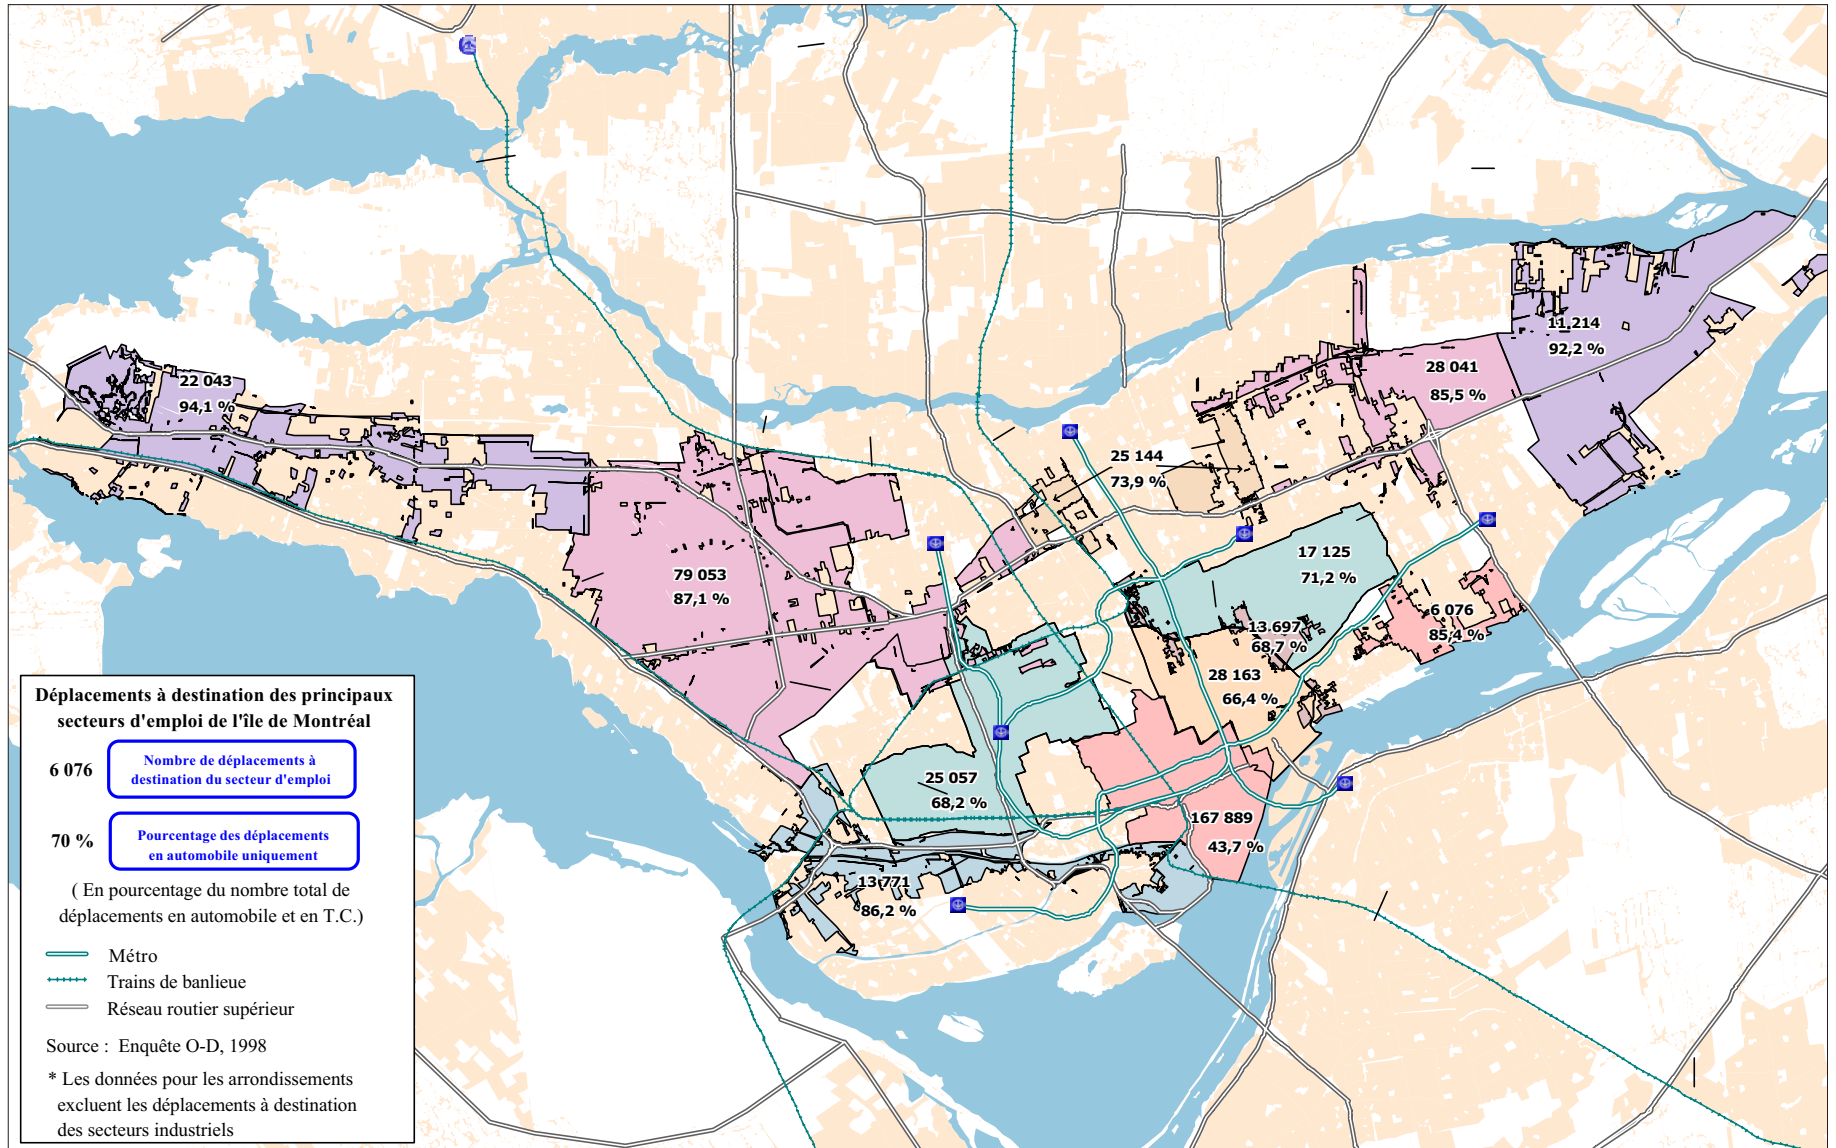 22 043
94,1 %
11 214
92,2 %
28 041
85,5 %
25 144
73,9 %
17 125
71,2 %
79 053
87,1 %
6 076
85,4 %
13 697
68,7 %
28 163
66,4 %
25 057
68,2 %
167 889
43,7 %
13 771
86,2 %
Déplacements à destination des principaux
secteurs d'emploi de l'île de Montréal
6 076
Nombre de déplacements à
destination du secteur d'emploi
70 %
Pourcentage des déplacements
en automobile uniquement
( En pourcentage du nombre total de
déplacements en automobile et en T.C.)
Métro
Trains de banlieue
Réseau routier supérieur
Source : Enquête O-D, 1998
* Les données pour les arrondissements
excluent les déplacements à destination
des secteurs industriels